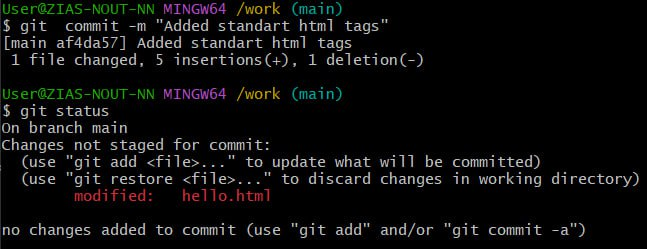 User@ZIAS-NOUT-NN MINGW64 /work (main)
$ git  commit -m "Added standart html tags"
[main af4da57] Added standart html tags
 1 file changed, 5 insertions(+), 1 deletion(-)

User@ZIAS-NOUT-NN MINGW64 /work (main)
$ git status
On branch main
Changes not staged for commit:
  (use "git add <file>..." to update what will be committed)
  (use "git restore <file>..." to discard changes in working directory)
        modified:   hello.html

no changes added to commit (use "git add" and/or "git commit -a")